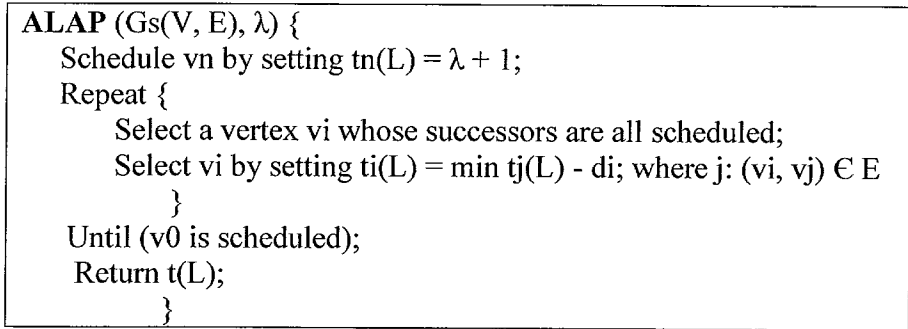 ALAP (Gs(V, E), λ) {
Schedule vn by setting tn(L) = λ + 1;
Repeat {
Select a vertex vi whose successors are all scheduled;
Select vi by setting ti(L) = min tj(L) - di; where j: (vi, vj) Є E
}
Until (v0 is scheduled);
Return t(L);
}